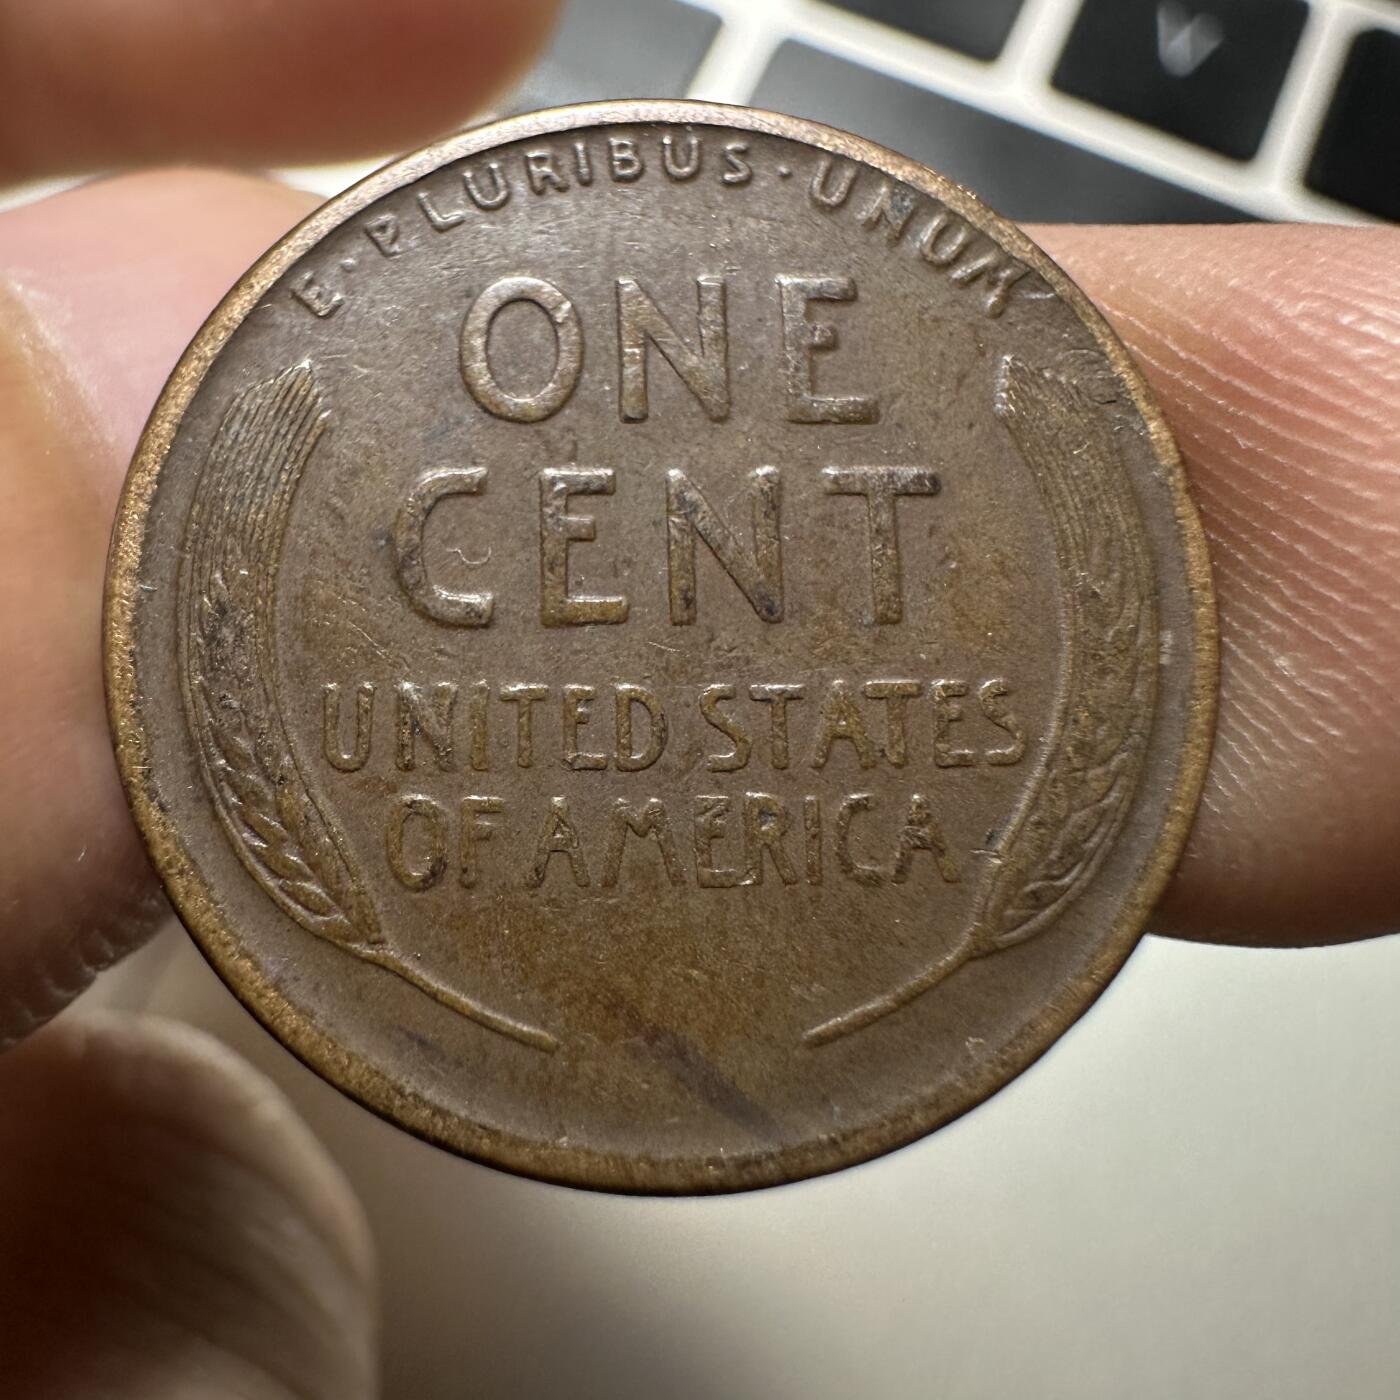 E·PLURIBUS·UNUM
ONE
CENT
UNITED STATES
OF AMERICA